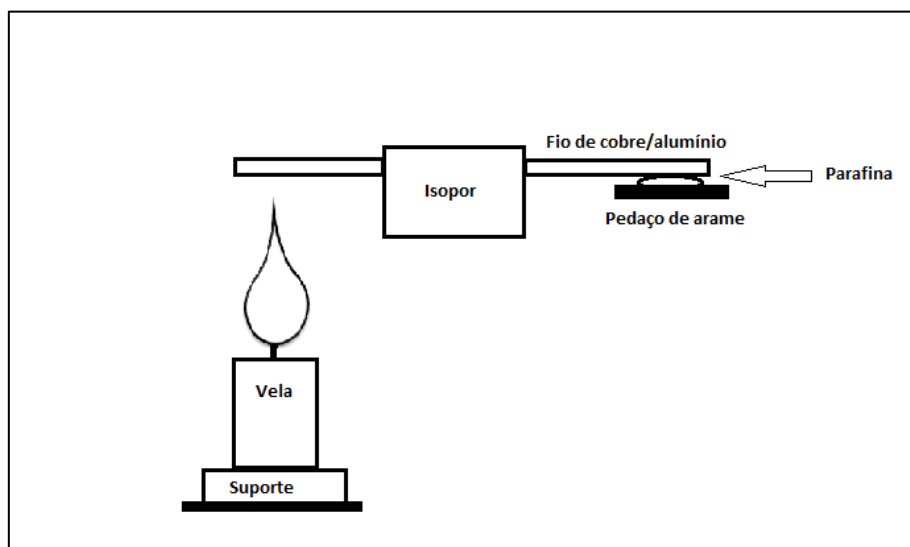 Fio de cobre/alumínio
Parafina
Isopor
Pedaço de arame
Vela
Suporte